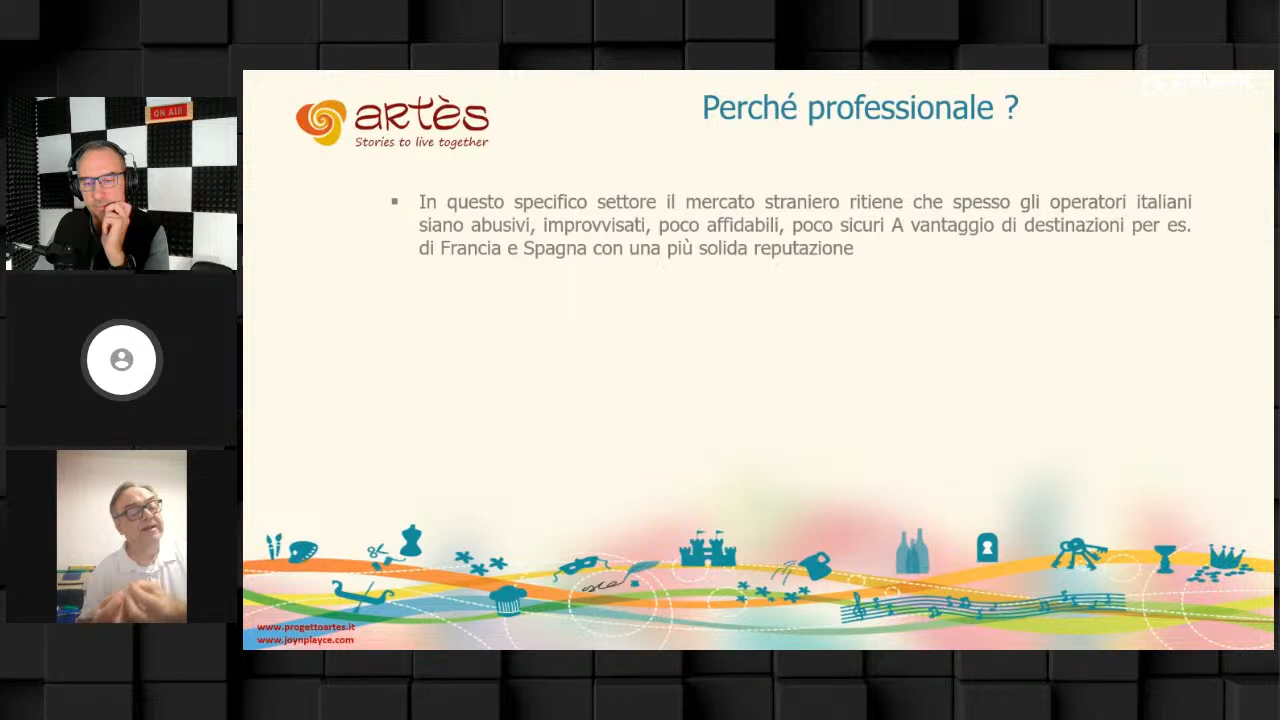 ON AIR
artès
Stories to live together
Perché professionale ?
▪ In questo specifico settore il mercato straniero ritiene che spesso gli operatori italiani
siano abusivi, improvvisati, poco affidabili, poco sicuri A vantaggio di destinazioni per es.
di Francia e Spagna con una più solida reputazione
www.progettoartes.it
www.joynplayce.com